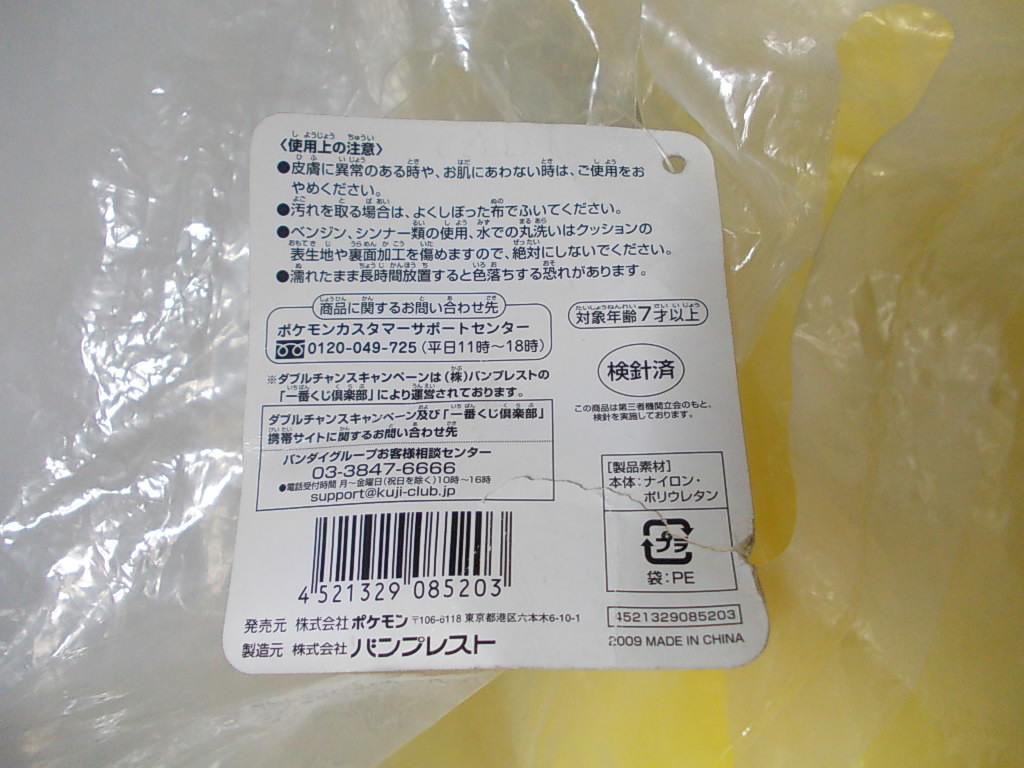 〈使用上の注意〉
●皮膚に異常のある時や、お肌にあわない時は、ご使用をお
やめください。
●汚れを取る場合は、よくしぼった布でふいてください。
●ベンジン、シンナー類の使用、水での丸洗いはクッションの
表生地や裏面加工を傷めますので、絶対にしないでください。
●濡れたまま長時間放置すると色落ちする恐れがあります。
商品に関するお問い合わせ先
ポケモンカスタマーサポートセンター
0120-049-725(平日11時〜18時)
対象年齢7才以上
検針済
この商品は第三者機関立会のもと、
検針を実施しております。
※ダブルチャンスキャンペーンは(株)バンプレストの
「一番くじ倶楽部」により運営されております。
ダブルチャンスキャンペーン及び「一番くじ倶楽部」
携帯サイトに関するお問い合わせ先
バンダイグループお客様相談センター
03-3847-6666
●電話受付時間 月〜金曜日(祝日を除く)10時〜16時
support@kuji-club.jp
[製品素材]
本体:ナイロン・
ポリウレタン
プラ
袋:PE
4 521329 085203
4521329085203
2009 MADE IN CHINA
発売元 株式会社ポケモン 〒106-6118 東京都港区六本木6-10-1
製造元 株式会社 バンプレスト